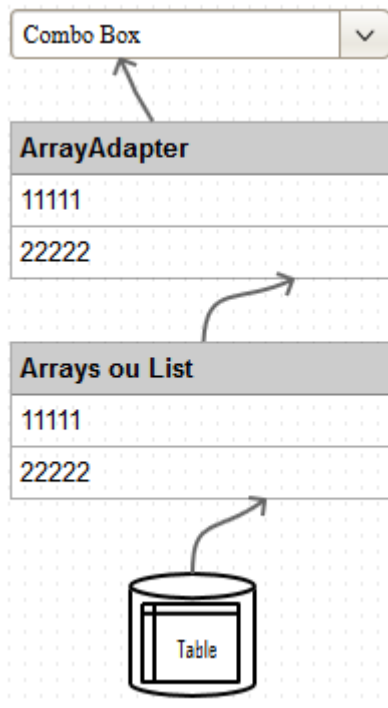 Combo Box
ArrayAdapter
11111
22222
Arrays ou List
11111
22222
Table